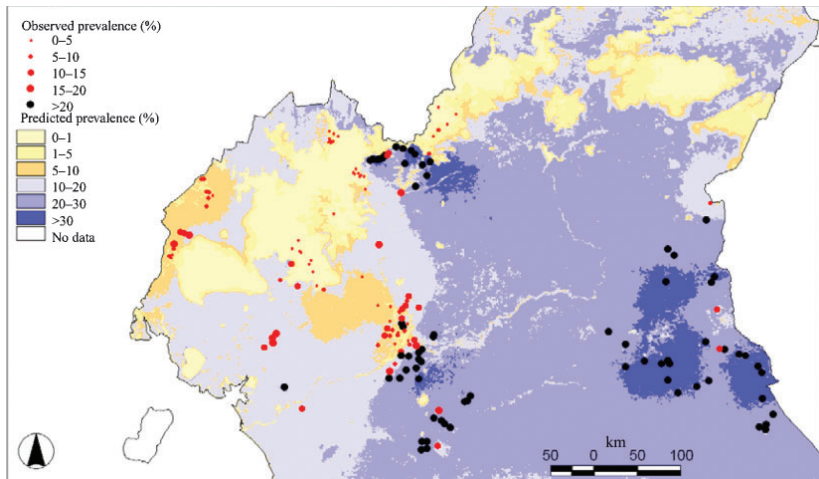 Observed prevalence (%)
0–5
5–10
10–15
15–20
>20
Predicted prevalence (%)
0–1
1–5
5–10
10–20
20–30
>30
No data
km
50 0 50 100